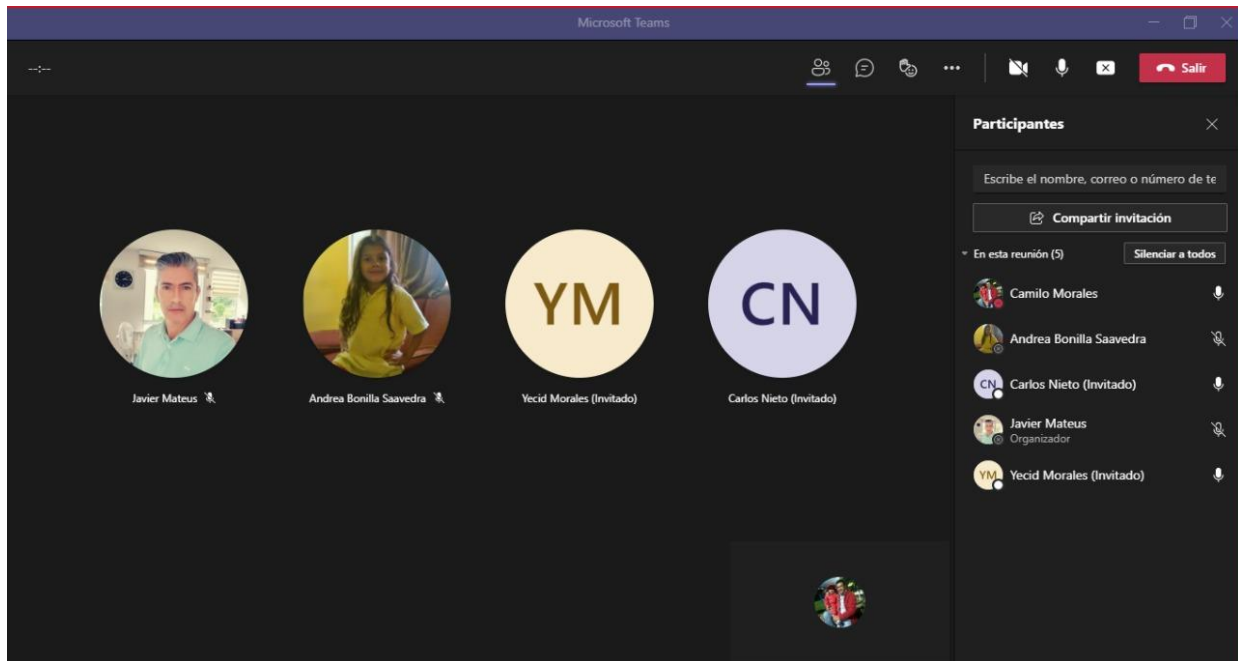 Microsoft Teams
--:--
Salir
Participantes
Escribe el nombre, correo o número de te
Compartir invitación
En esta reunión (5)
Silenciar a todos
Camilo Morales
Andrea Bonilla Saavedra
CN
Carlos Nieto (Invitado)
Javier Mateus
Organizador
YM
Yecid Morales (Invitado)
YM
CN
Javier Mateus
Andrea Bonilla Saavedra
Yecid Morales (Invitado)
Carlos Nieto (Invitado)